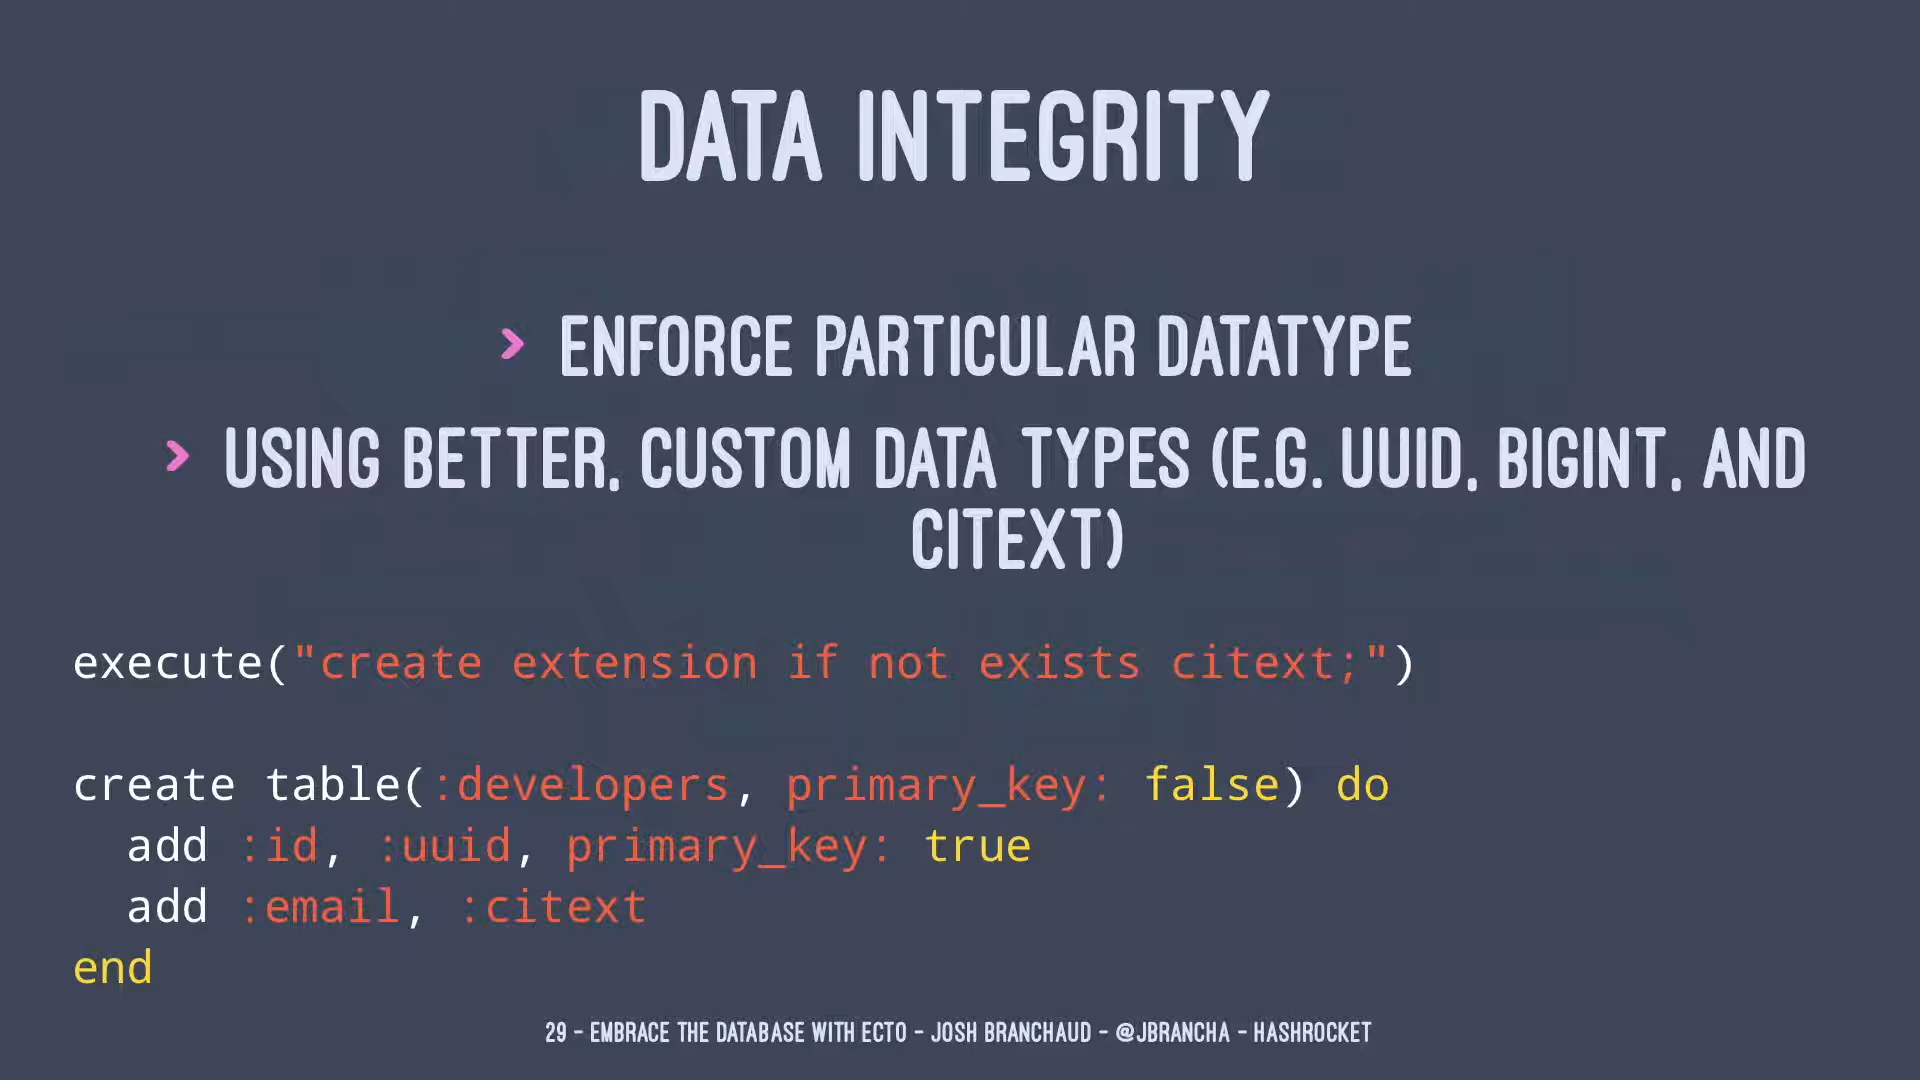 DATA INTEGRITY
> ENFORCE PARTICULAR DATATYPE
> USING BETTER, CUSTOM DATA TYPES (E.G. UUID, BIGINT, AND
CITEXT)
execute("create extension if not exists citext;")
create table(:developers, primary_key: false) do
  add :id, :uuid, primary_key: true
  add :email, :citext
end
29 - EMBRACE THE DATABASE WITH ECTO - JOSH BRANCHAUD - @JBRANCHA - HASHROCKET